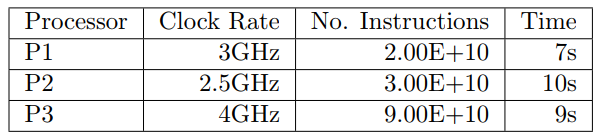 Processor Clock Rate No. Instructions Time
P1 3GHz 2.00E+10 7s
P2 2.5GHz 3.00E+10 10s
P3 4GHz 9.00E+10 9s